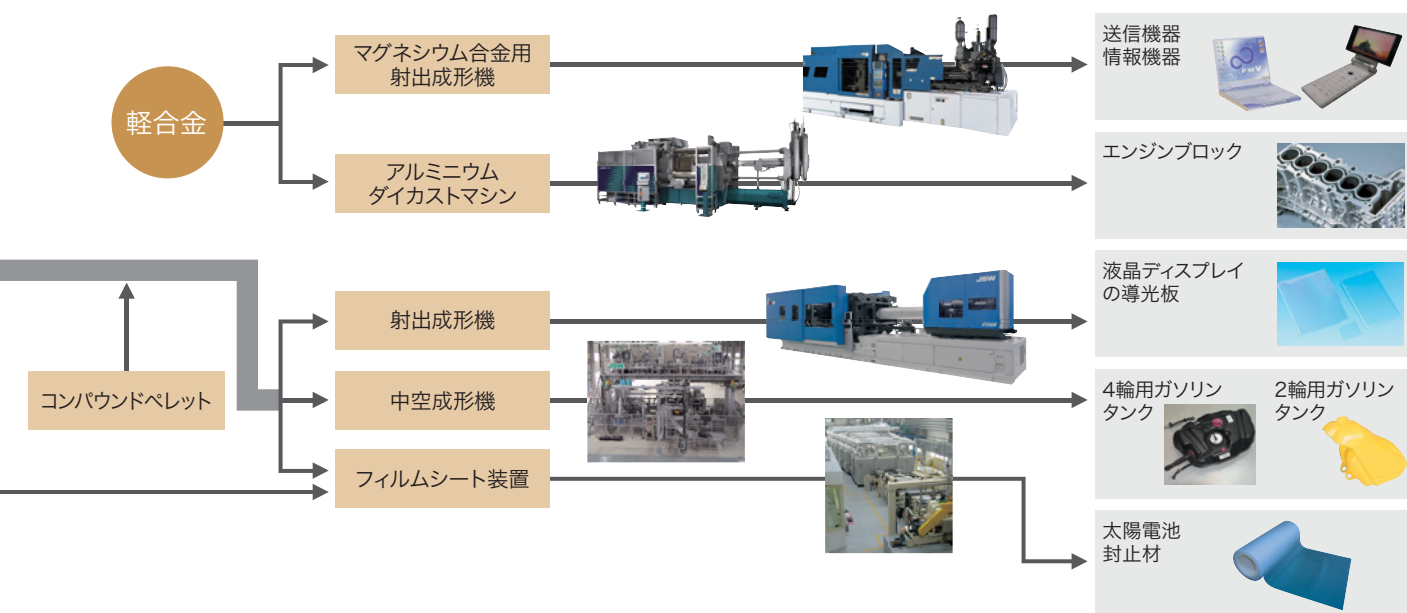 マグネシウム合金用
射出成形機
送信機器
情報機器
軽合金
アルミニウム
ダイカストマシン
エンジンブロック
射出成形機
JSW
液晶ディスプレイ
の導光板
コンパウンドペレット
中空成形機
4輪用ガソリン
タンク
2輪用ガソリン
タンク
フィルムシート装置
太陽電池
封止材